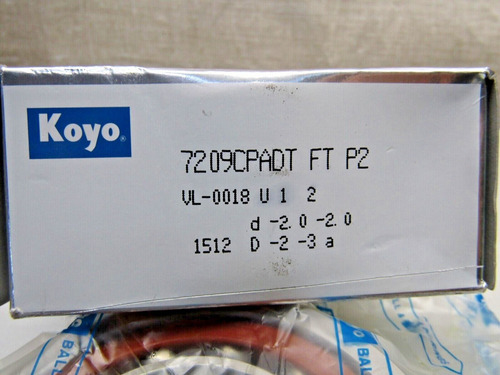 Koyo
7209CPADT FT P2
VL-0018 U 1 2
d -2.0 -2.0
1512 D -2 -3 a